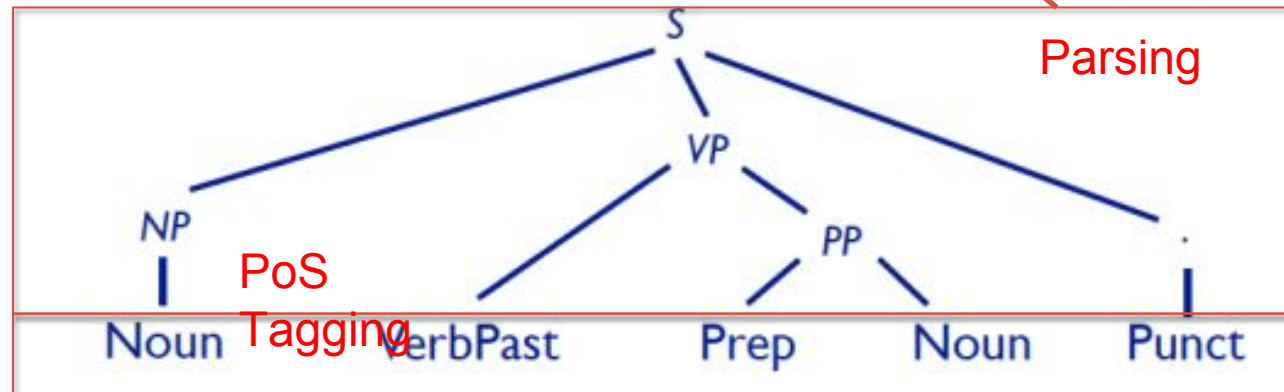 S
Parsing
VP
NP
PP
.
PoS
Tagging
Noun VerbPast Prep Noun Punct